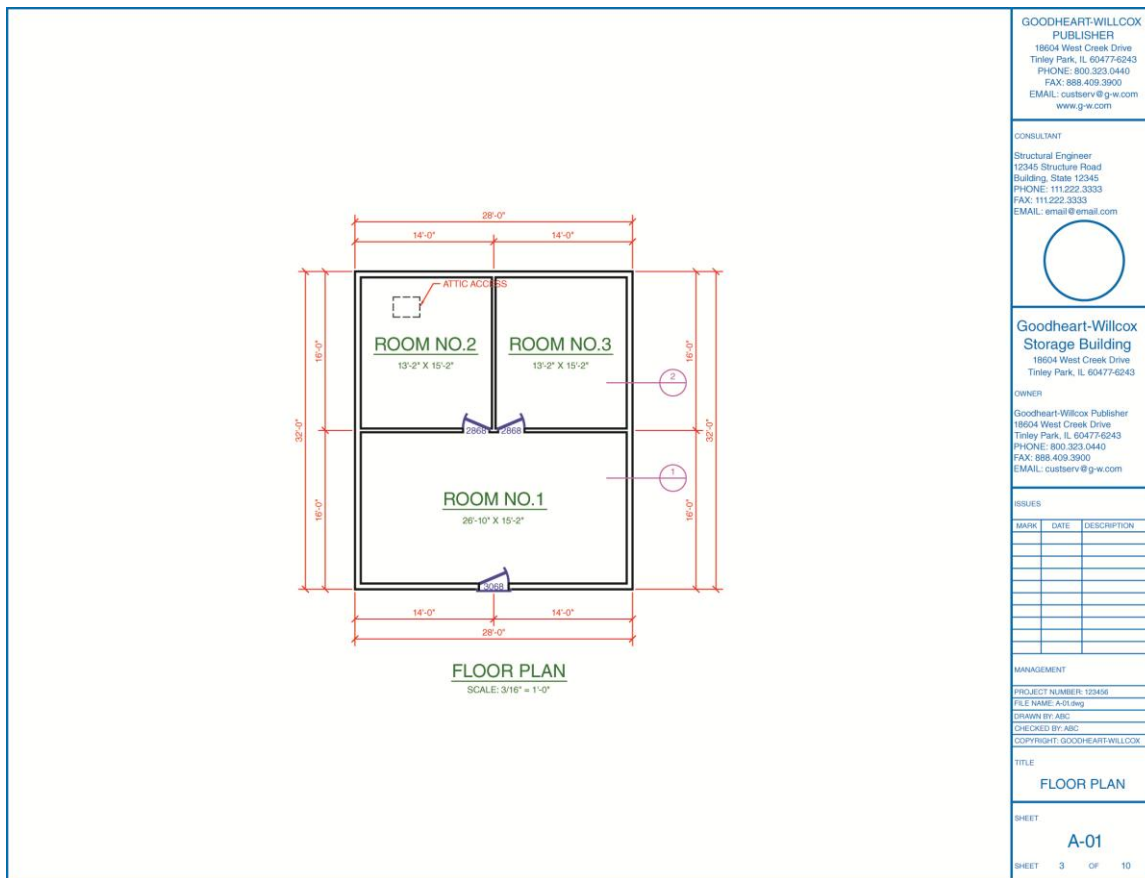 28'-0"
14'-0" 14'-0"
ATTIC ACCESS
ROOM NO.2
13'-2" X 15'-2"
ROOM NO.3
13'-2" X 15'-2"
16'-0"
32'-0"
16'-0"
16'-0"
32'-0"
16'-0"
2
2868 2868
1
ROOM NO.1
26'-10" X 15'-2"
3068
14'-0" 14'-0"
28'-0"
FLOOR PLAN
SCALE: 3/16" = 1'-0"
GOODHEART-WILLCOX
PUBLISHER
18604 West Creek Drive
Tinley Park, IL 60477-6243
PHONE: 800.323.0440
FAX: 888.409.3900
EMAIL: custserv@g-w.com
www.g-w.com
CONSULTANT
Structural Engineer
12345 Structure Road
Building, State 12345
PHONE: 111.222.3333
FAX: 111.222.3333
EMAIL: email@email.com
Goodheart-Willcox
Storage Building
18604 West Creek Drive
Tinley Park, IL 60477-6243
OWNER
Goodheart-Willcox Publisher
18604 West Creek Drive
Tinley Park, IL 60477-6243
PHONE: 800.323.0440
FAX: 888.409.3900
EMAIL: custserv@g-w.com
ISSUES
MARK DATE DESCRIPTION
MANAGEMENT
PROJECT NUMBER: 123456
FILE NAME: A-01.dwg
DRAWN BY: ABC
CHECKED BY: ABC
COPYRIGHT: GOODHEART-WILLCOX
TITLE
FLOOR PLAN
SHEET
A-01
SHEET 3 OF 10